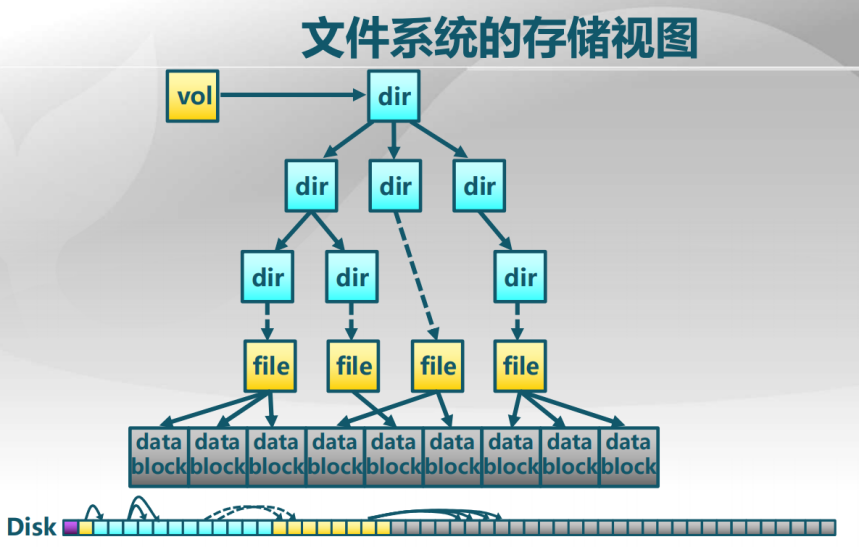 文件系统的存储视图
vol
dir
dir
dir
dir
dir
dir
dir
file
file
file
file
data block
data block
data block
data block
data block
data block
data block
data block
data block
Disk